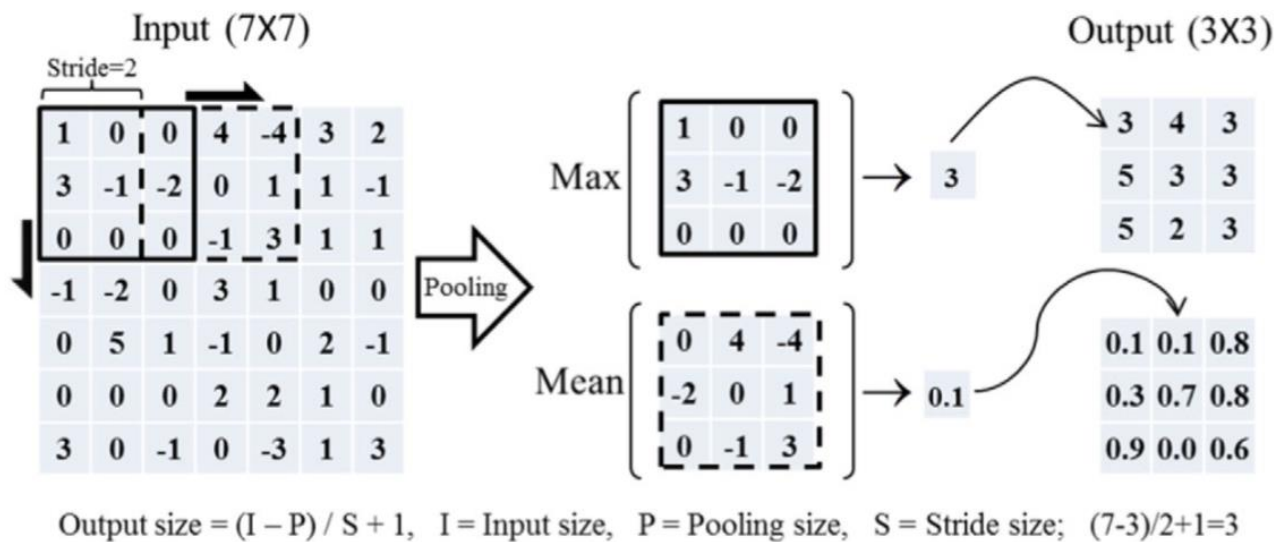 Input (7X7)
Output (3X3)
Stride=2
1 0 0 4 -4 3 2
3 -1 -2 0 1 1 -1
0 0 0 -1 3 1 1
-1 -2 0 3 1 0 0
0 5 1 -1 0 2 -1
0 0 0 2 2 1 0
3 0 -1 0 -3 1 3
Pooling
Max
1 0 0
3 -1 -2
0 0 0
3
3 4 3
5 3 3
5 2 3
Mean
0 4 -4
-2 0 1
0 -1 3
0.1
0.1 0.1 0.8
0.3 0.7 0.8
0.9 0.0 0.6
Output size = (I – P) / S + 1, I = Input size, P = Pooling size, S = Stride size; (7-3)/2+1=3